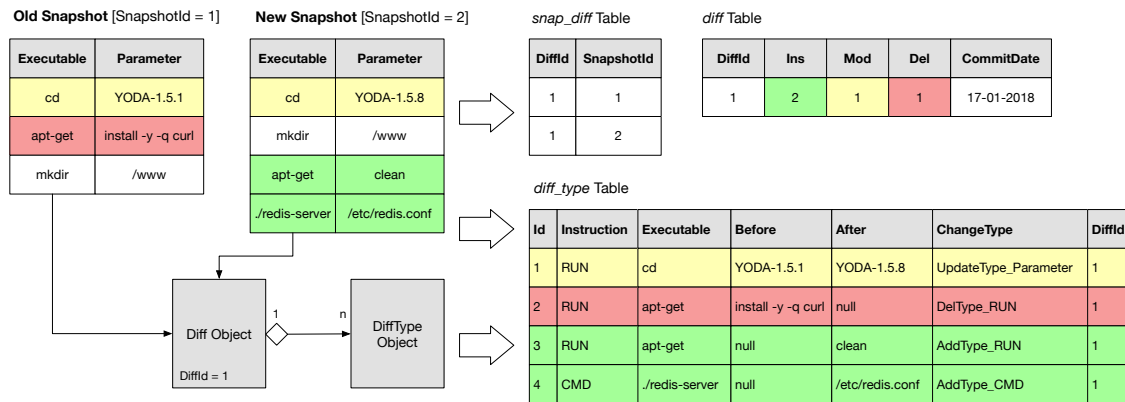 Old Snapshot [SnapshotId = 1]
Executable Parameter
cd YODA-1.5.1
apt-get install -y -q curl
mkdir /www
New Snapshot [SnapshotId = 2]
Executable Parameter
cd YODA-1.5.8
mkdir /www
apt-get clean
./redis-server /etc/redis.conf
snap_diff Table
DiffId SnapshotId
1 1
1 2
diff Table
DiffId Ins Mod Del CommitDate
1 2 1 1 17-01-2018
diff_type Table
Id Instruction Executable Before After ChangeType DiffId
1 RUN cd YODA-1.5.1 YODA-1.5.8 UpdateType_Parameter 1
2 RUN apt-get install -y -q curl null DelType_RUN 1
3 RUN apt-get null clean AddType_RUN 1
4 CMD ./redis-server null /etc/redis.conf AddType_CMD 1
Diff Object
DiffId = 1
1 n
DiffType
Object